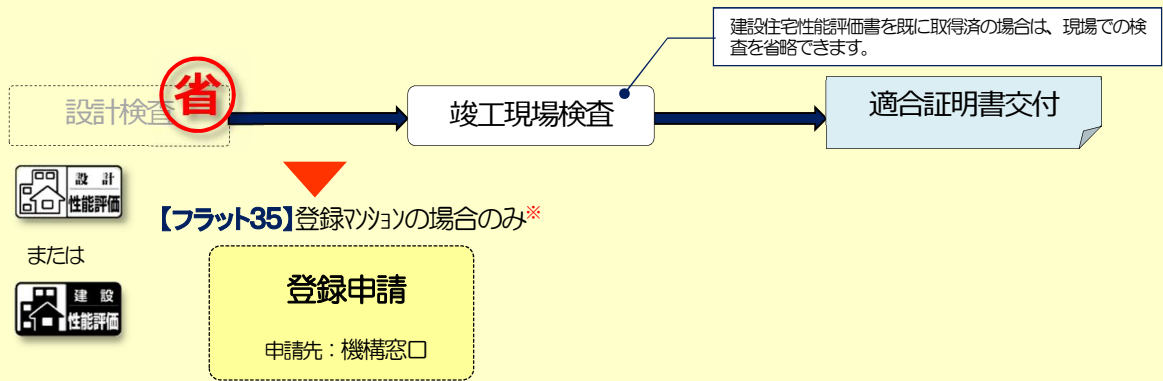 建設住宅性能評価書を既に取得済の場合は、現場での検
査を省略できます。
設計検査
省
竣工現場検査
適合証明書交付
設計
性能評価
【フラット35】登録マンションの場合のみ※
または
登録申請
建設
性能評価
申請先：機構窓口